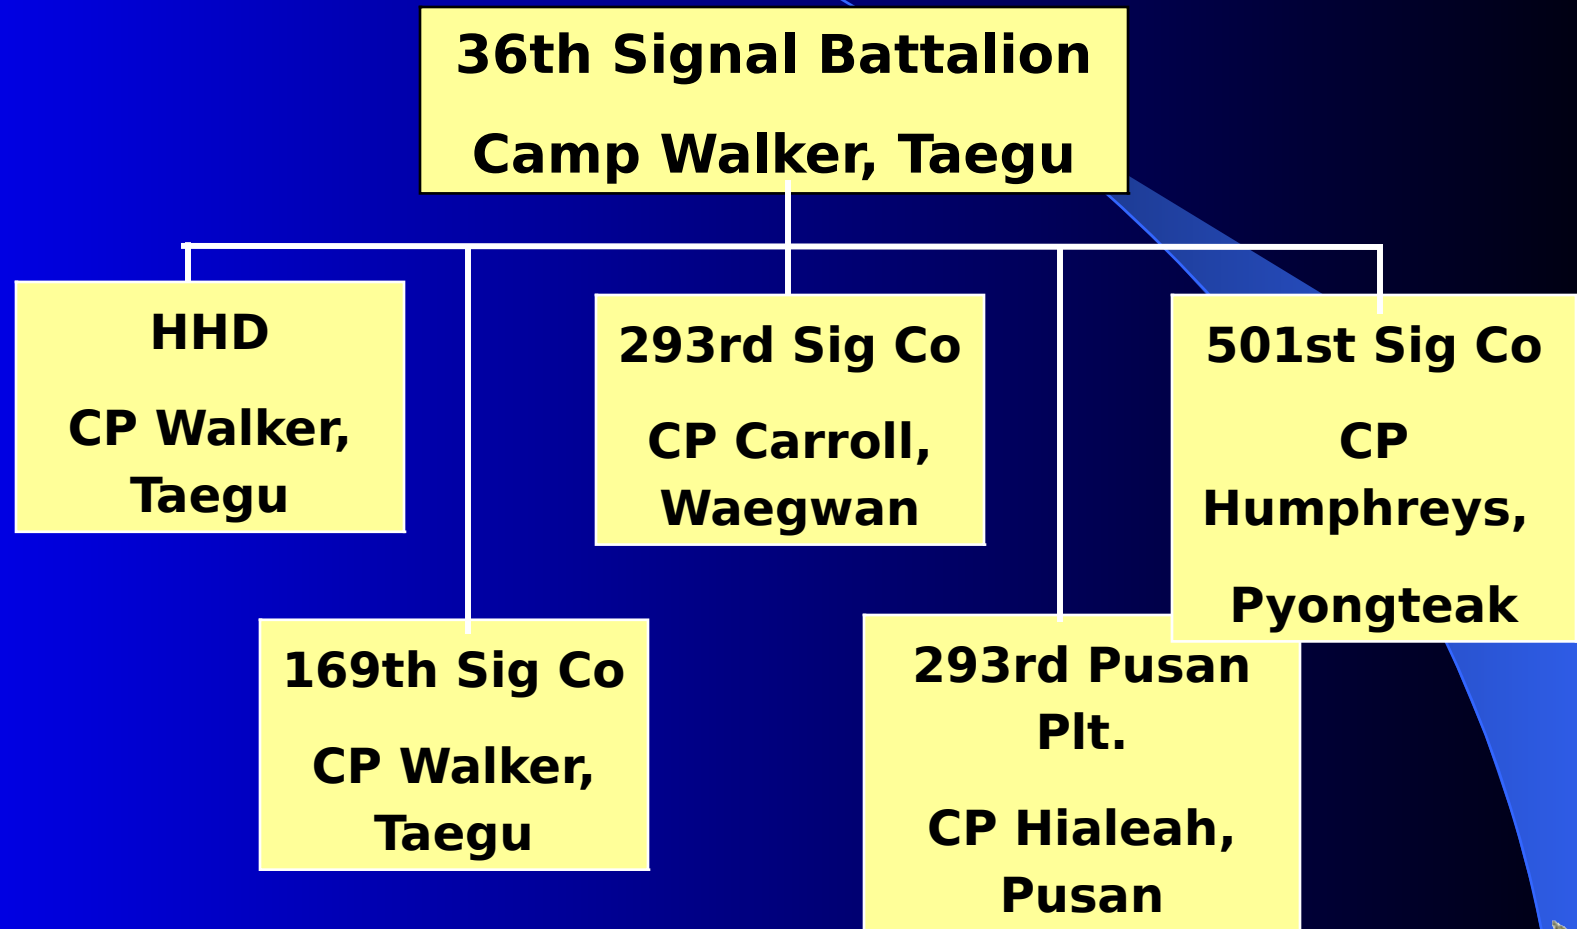 36th Signal Battalion
Camp Walker, Taegu
HHD
CP Walker,
Taegu
293rd Sig Co
CP Carroll,
Waegwan
501st Sig Co
CP
Humphreys,
Pyongteak
169th Sig Co
CP Walker,
Taegu
293rd Pusan
Plt.
CP Hialeah,
Pusan